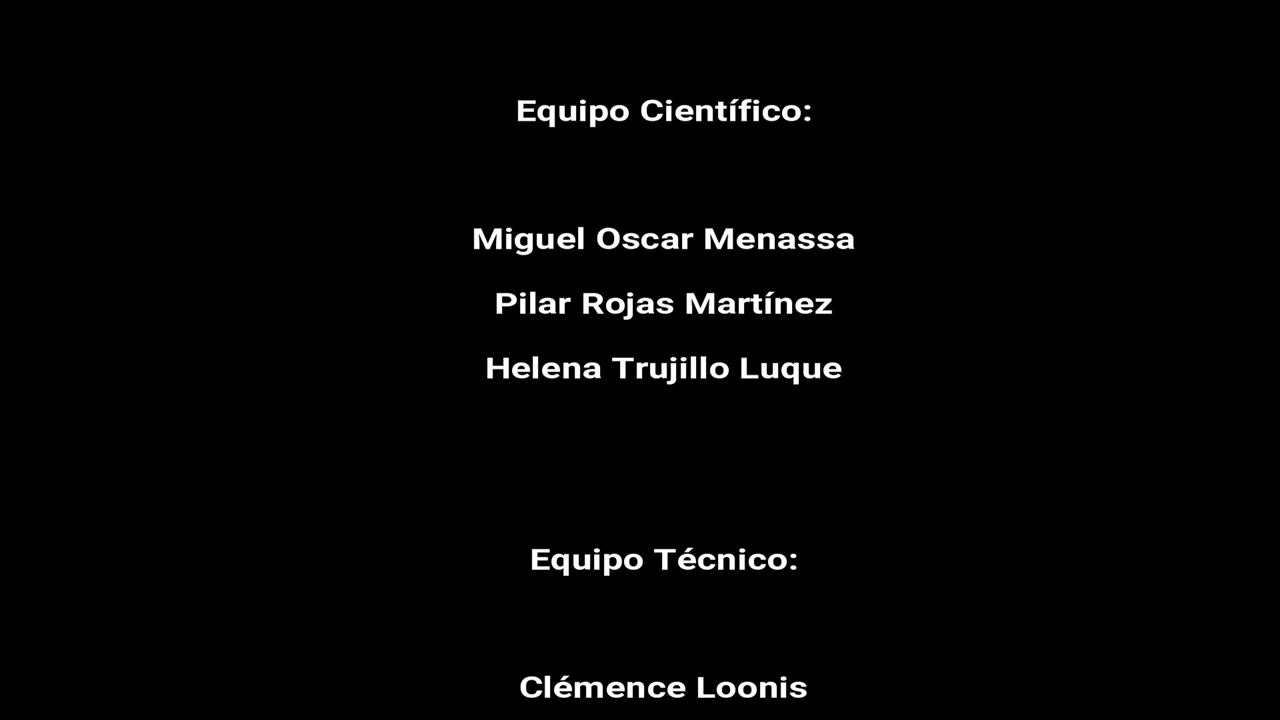 Equipo Científico:
Miguel Oscar Menassa
Pilar Rojas Martínez
Helena Trujillo Luque
Equipo Técnico:
Clémence Loonis